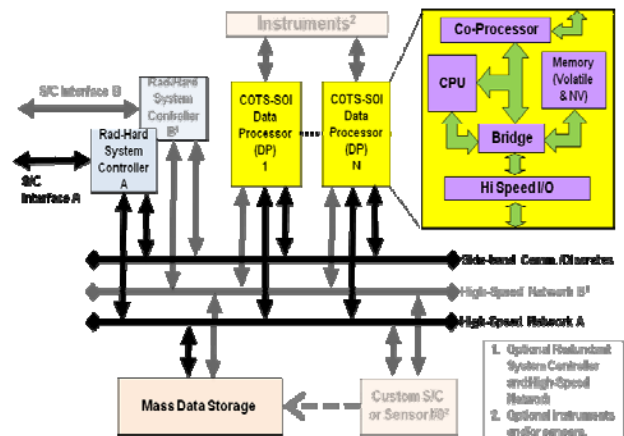 Instruments²
S/C Interface B
Rad-Hard
System
Controller
B¹
Rad-Hard
System
Controller
A
S/C
Interface A
COTS-SOI
Data
Processor
(DP)
1
COTS-SOI
Data
Processor
(DP)
N
Co-Processor
CPU
Memory
(Volatile
& NV)
Bridge
Hi Speed I/O
Side-band Comm./Discretes
High-Speed Network B¹
High-Speed Network A
Mass Data Storage
Custom S/C
or Sensor I/0²
1. Optional Redundant
System Controller
and High-Speed
Network
2. Optional Instruments
and/or sensors.